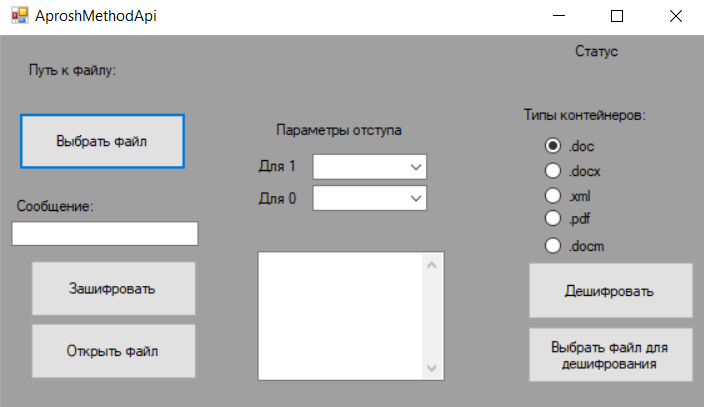 AproshMethodApi
Статус
Путь к файлу:
Выбрать файл
Сообщение:
Зашифровать
Открыть файл
Параметры отступа
Для 1
Для 0
Типы контейнеров:
.doc
.docx
.xml
.pdf
.docm
Дешифровать
Выбрать файл для
дешифрования